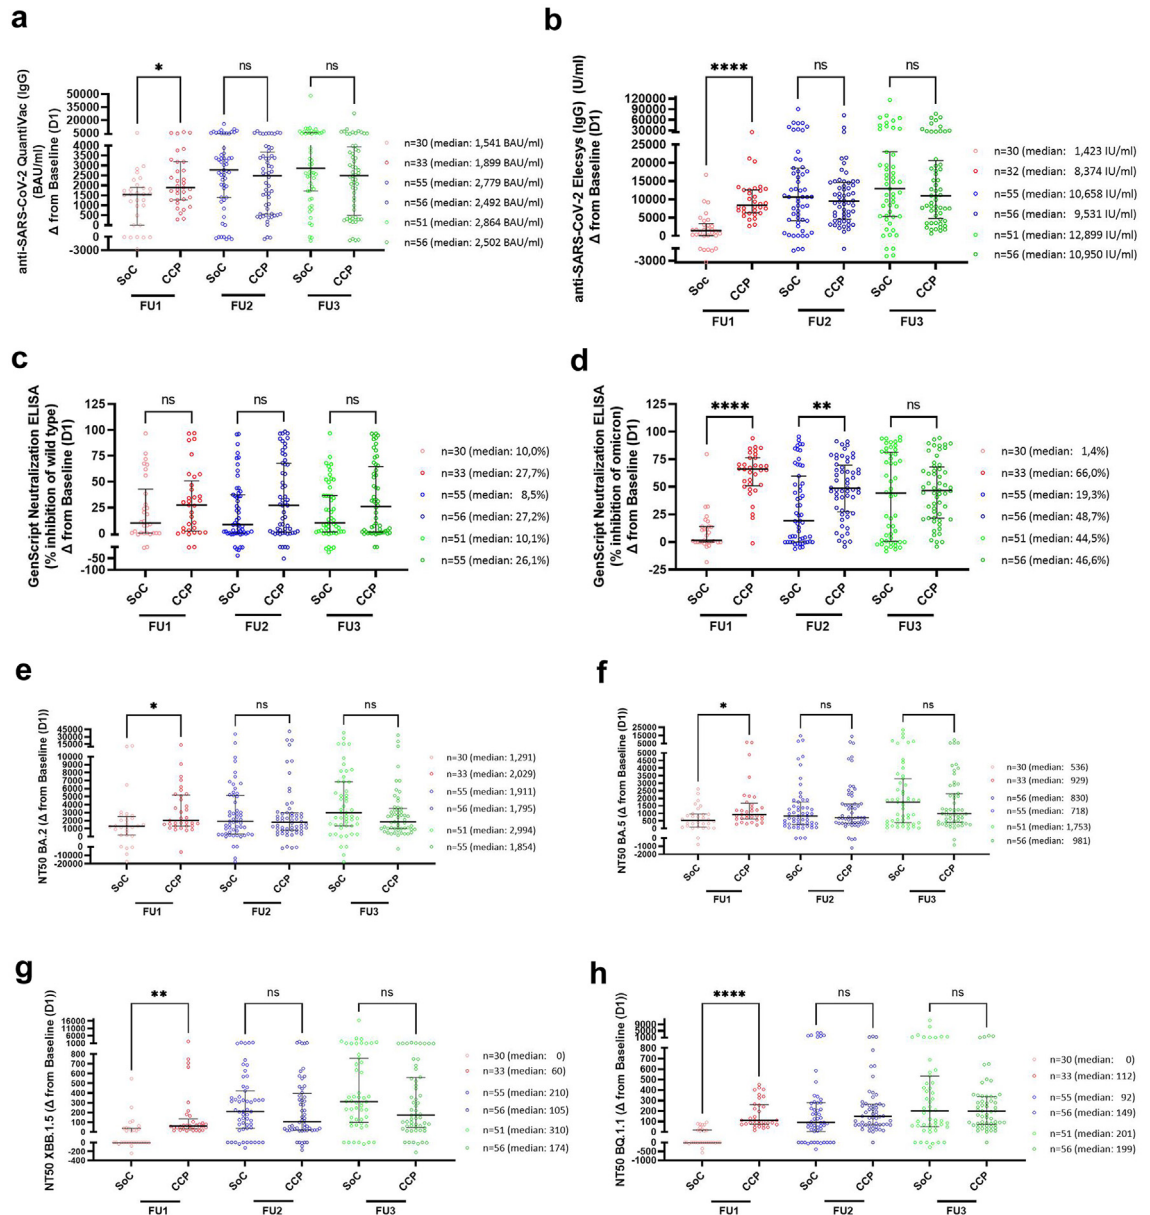 a
anti-SARS-CoV-2 QuantiVac (IgG)
(BAU/ml)
Δ from Baseline (D1)
50000
35000
20000
5000
4000
3500
3000
2500
2000
1500
1000
500
0
0
-3000
*
ns
ns
SoC
CCP
SoC
CCP
SoC
CCP
FU1
FU2
FU3
n=30 (median: 1,541 BAU/ml)
n=33 (median: 1,899 BAU/ml)
n=55 (median: 2,779 BAU/ml)
n=56 (median: 2,492 BAU/ml)
n=51 (median: 2,864 BAU/ml)
n=56 (median: 2,502 BAU/ml)
b
anti-SARS-CoV-2 Elecsys (IgG) (U/ml)
Δ from Baseline (D1)
120000
90000
60000
30000
25000
20000
15000
10000
5000
0
-3000
****
ns
ns
SoC
CCP
SoC
CCP
SoC
CCP
FU1
FU2
FU3
n=30 (median: 1,423 IU/ml)
n=32 (median: 8,374 IU/ml)
n=55 (median: 10,658 IU/ml)
n=56 (median: 9,531 IU/ml)
n=51 (median: 12,899 IU/ml)
n=56 (median: 10,950 IU/ml)
c
GenScript Neutralization ELISA
(% inhibition of wild type)
Δ from Baseline (D1)
125
100
75
50
25
0
-50
-100
ns
ns
ns
SoC
CCP
SoC
CCP
SoC
CCP
FU1
FU2
FU3
n=30 (median: 10,0%)
n=33 (median: 27,7%)
n=55 (median: 8,5%)
n=56 (median: 27,2%)
n=51 (median: 10,1%)
n=55 (median: 26,1%)
d
GenScript Neutralization ELISA
(% inhibition of omicron)
Δ from Baseline (D1)
125
100
75
50
25
0
-25
****
**
ns
SoC
CCP
SoC
CCP
SoC
CCP
FU1
FU2
FU3
n=30 (median: 1,4%)
n=33 (median: 66,0%)
n=55 (median: 19,3%)
n=56 (median: 48,7%)
n=51 (median: 44,5%)
n=56 (median: 46,6%)
e
NT50 BA.2 (Δ from Baseline (D1))
45000
30000
15000
10000
9000
8000
7000
6000
5000
4000
3000
2000
1000
0
-10000
-20000
*
ns
ns
SoC
CCP
SoC
CCP
SoC
CCP
FU1
FU2
FU3
n=30 (median: 1,291)
n=33 (median: 2,029)
n=55 (median: 1,911)
n=56 (median: 1,795)
n=51 (median: 2,994)
n=55 (median: 1,854)
f
NT50 BA.5 (Δ from Baseline (D1))
25000
15000
5000
5000
4500
4000
3500
3000
2500
2000
1500
1000
500
0
-1000
-2000
*
ns
ns
SoC
CCP
SoC
CCP
SoC
CCP
FU1
FU2
FU3
n=30 (median: 536)
n=33 (median: 929)
n=56 (median: 830)
n=55 (median: 718)
n=51 (median: 1,753)
n=56 (median: 981)
g
NT50 XBB.1.5 (Δ from Baseline (D1))
16000
11000
6000
1000
800
700
600
500
400
300
200
100
0
-200
-400
**
ns
ns
SoC
CCP
SoC
CCP
SoC
CCP
FU1
FU2
FU3
n=30 (median: 0)
n=33 (median: 60)
n=55 (median: 210)
n=56 (median: 105)
n=51 (median: 310)
n=56 (median: 174)
h
NT50 BQ.1.1 (Δ from Baseline (D1))
9000
5000
1000
800
700
600
500
400
300
200
100
0
-500
-1000
****
ns
ns
SoC
CCP
SoC
CCP
SoC
CCP
FU1
FU2
FU3
n=30 (median: 0)
n=33 (median: 112)
n=55 (median: 92)
n=56 (median: 149)
n=51 (median: 201)
n=56 (median: 199)